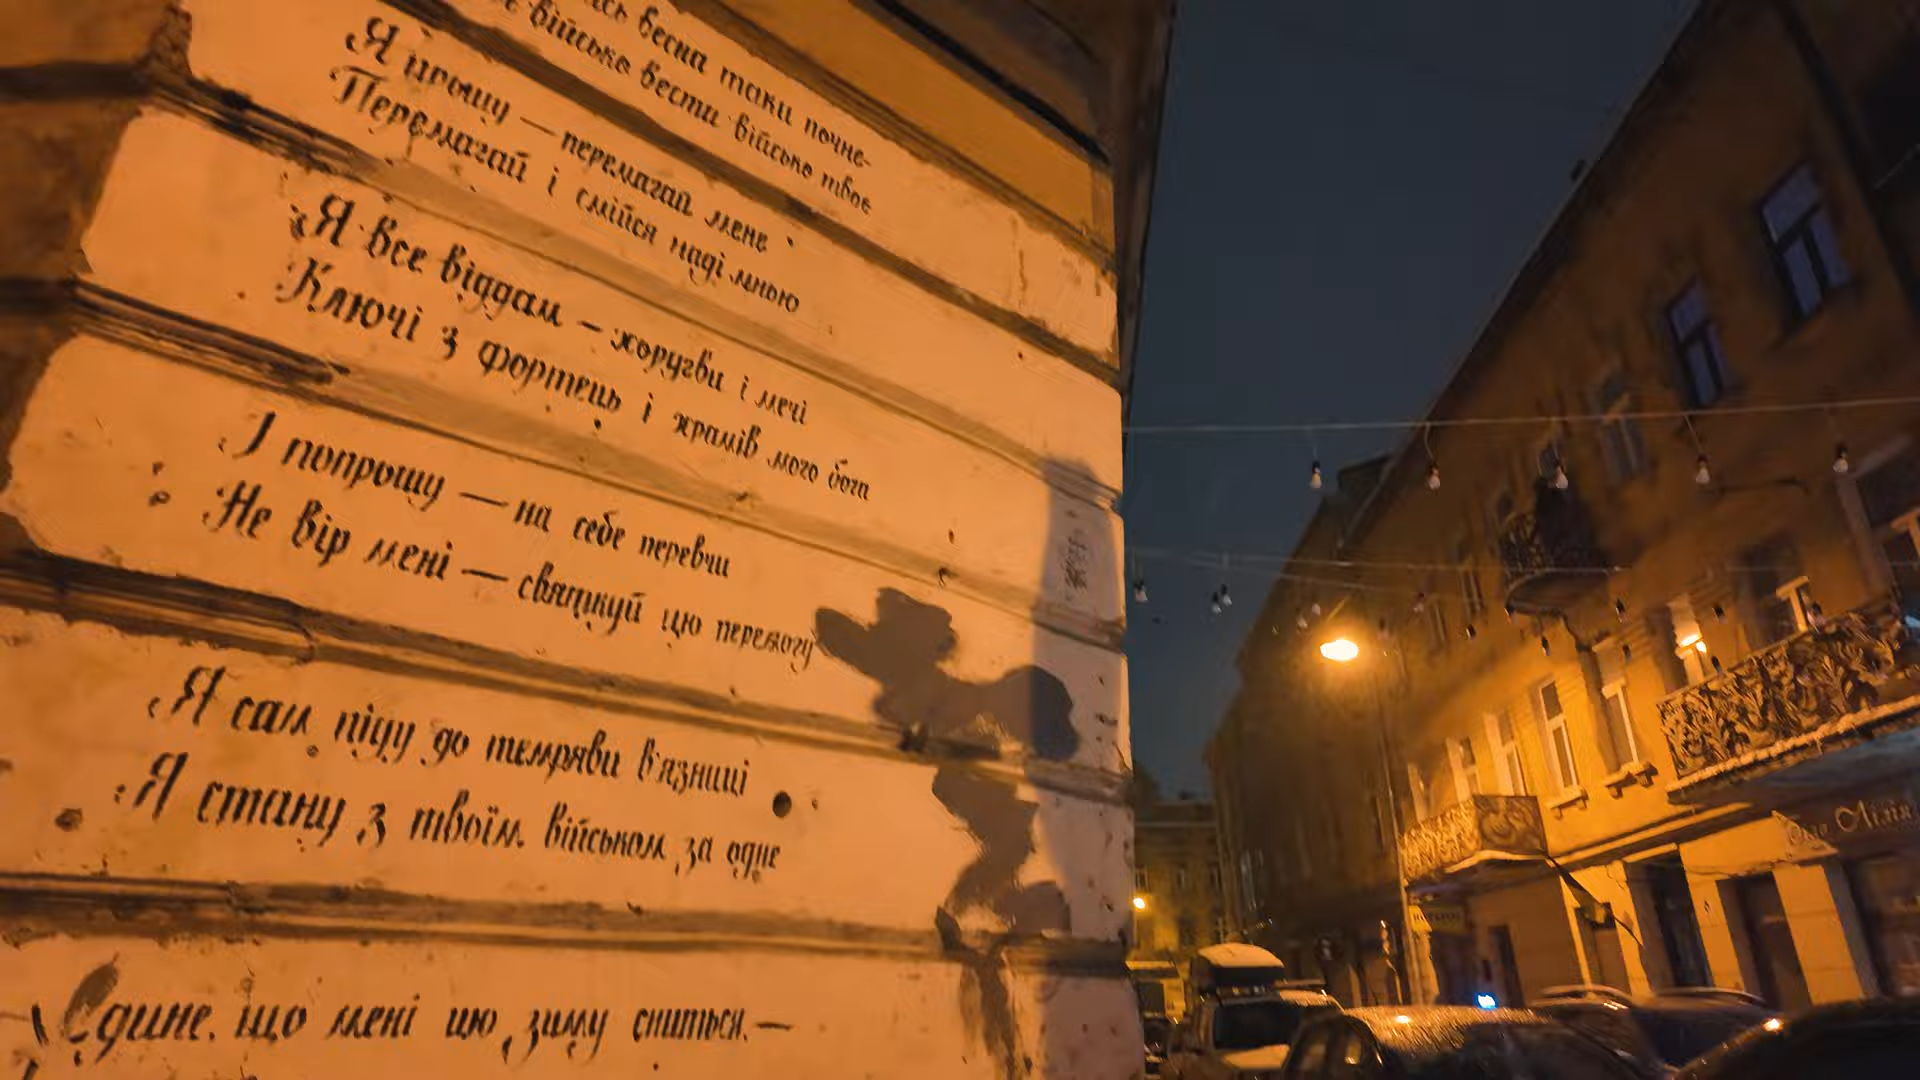 весна таки почне-
військо вести військо твоє
Я прошу — перемагай мене
Перемагай і смійся наді мною
Я все віддам — хоругви і мечі
Ключі з фортець і храмів мого бога
І попрошу — на себе перевчи
Не вір мені — святкуй цю перемогу
Я сам піду до темряви в'язниці
Я стану з твоїм військом за одне
Єдине, що мені цю зиму сниться, —